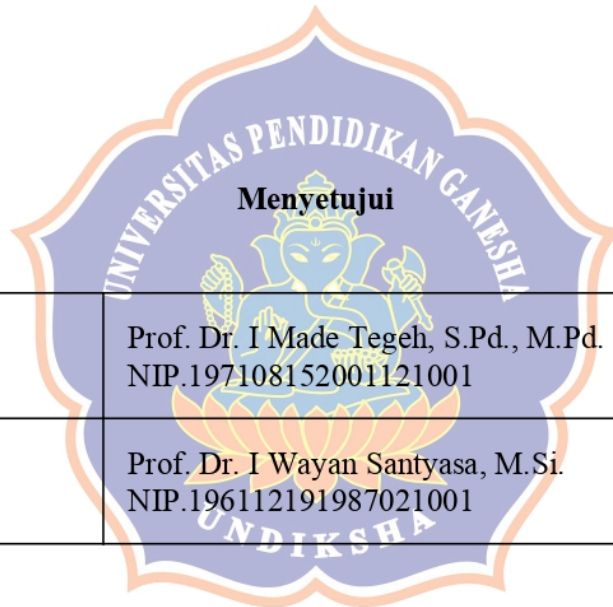 UNIVERSITAS PENDIDIKAN GANESHA
Menyetujui
Prof. Dr. I Made Tegeh, S.Pd., M.Pd.
NIP.197108152001121001
Prof. Dr. I Wayan Santyasa, M.Si.
NIP.196112191987021001
UNDIKSHA